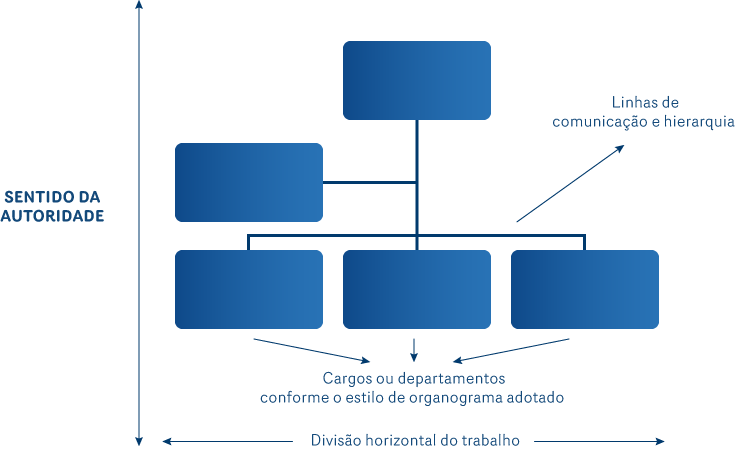 Linhas de
comunicação e hierarquia
SENTIDO DA
AUTORIDADE
Cargos ou departamentos
conforme o estilo de organograma adotado
Divisão horizontal do trabalho